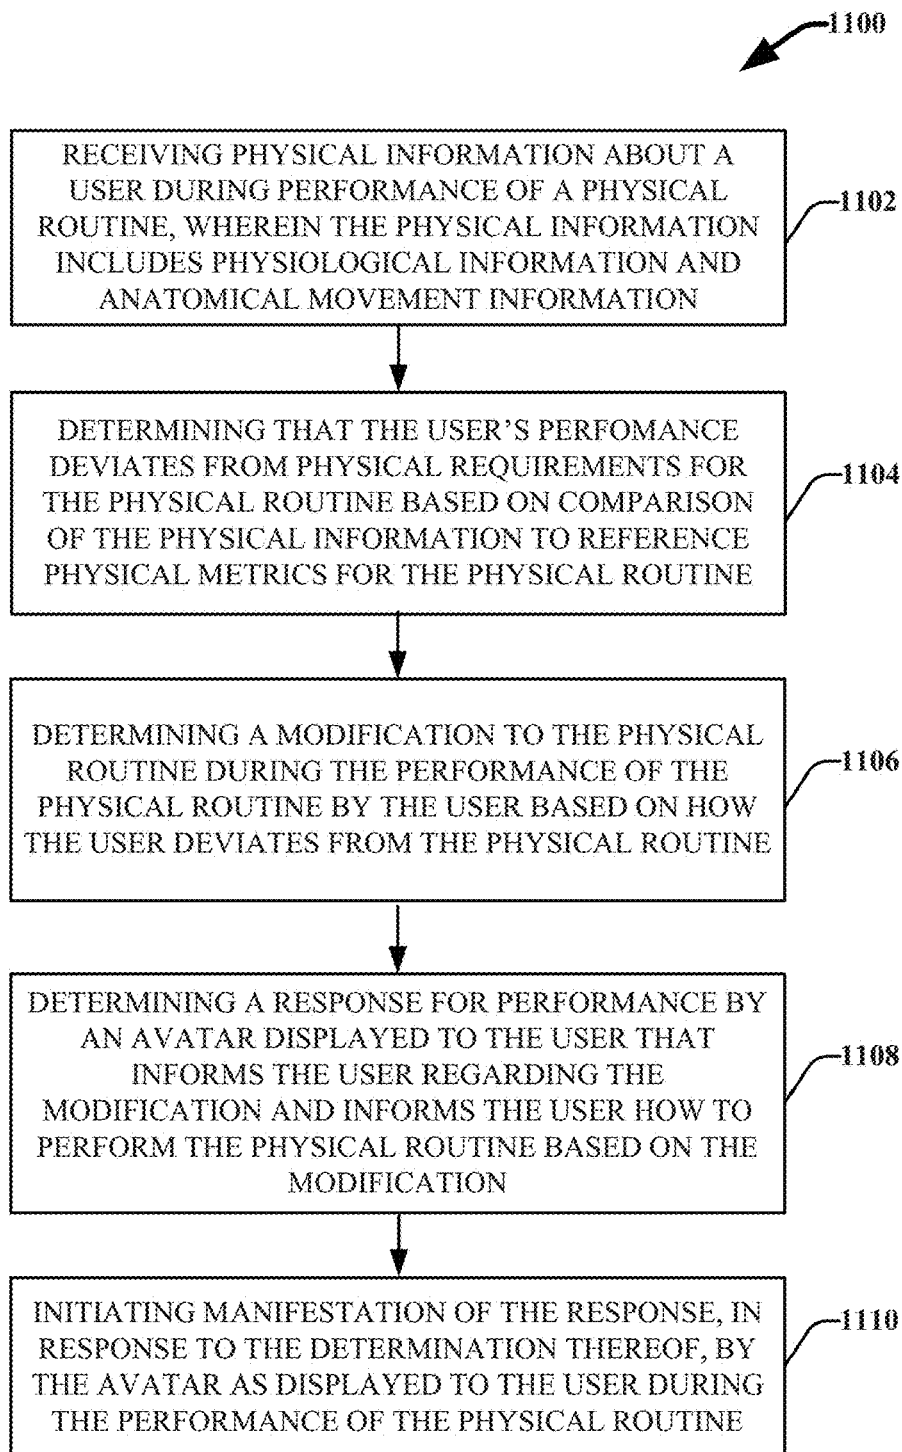 1100
RECEIVING PHYSICAL INFORMATION ABOUT A
USER DURING PERFORMANCE OF A PHYSICAL
ROUTINE, WHEREIN THE PHYSICAL INFORMATION
INCLUDES PHYSIOLOGICAL INFORMATION AND
ANATOMICAL MOVEMENT INFORMATION
1102
DETERMINING THAT THE USER'S PERFOMANCE
DEVIATES FROM PHYSICAL REQUIREMENTS FOR
THE PHYSICAL ROUTINE BASED ON COMPARISON
OF THE PHYSICAL INFORMATION TO REFERENCE
PHYSICAL METRICS FOR THE PHYSICAL ROUTINE
1104
DETERMINING A MODIFICATION TO THE PHYSICAL
ROUTINE DURING THE PERFORMANCE OF THE
PHYSICAL ROUTINE BY THE USER BASED ON HOW
THE USER DEVIATES FROM THE PHYSICAL ROUTINE
1106
DETERMINING A RESPONSE FOR PERFORMANCE BY
AN AVATAR DISPLAYED TO THE USER THAT
INFORMS THE USER REGARDING THE
MODIFICATION AND INFORMS THE USER HOW TO
PERFORM THE PHYSICAL ROUTINE BASED ON THE
MODIFICATION
1108
INITIATING MANIFESTATION OF THE RESPONSE, IN
RESPONSE TO THE DETERMINATION THEREOF, BY
THE AVATAR AS DISPLAYED TO THE USER DURING
THE PERFORMANCE OF THE PHYSICAL ROUTINE
1110